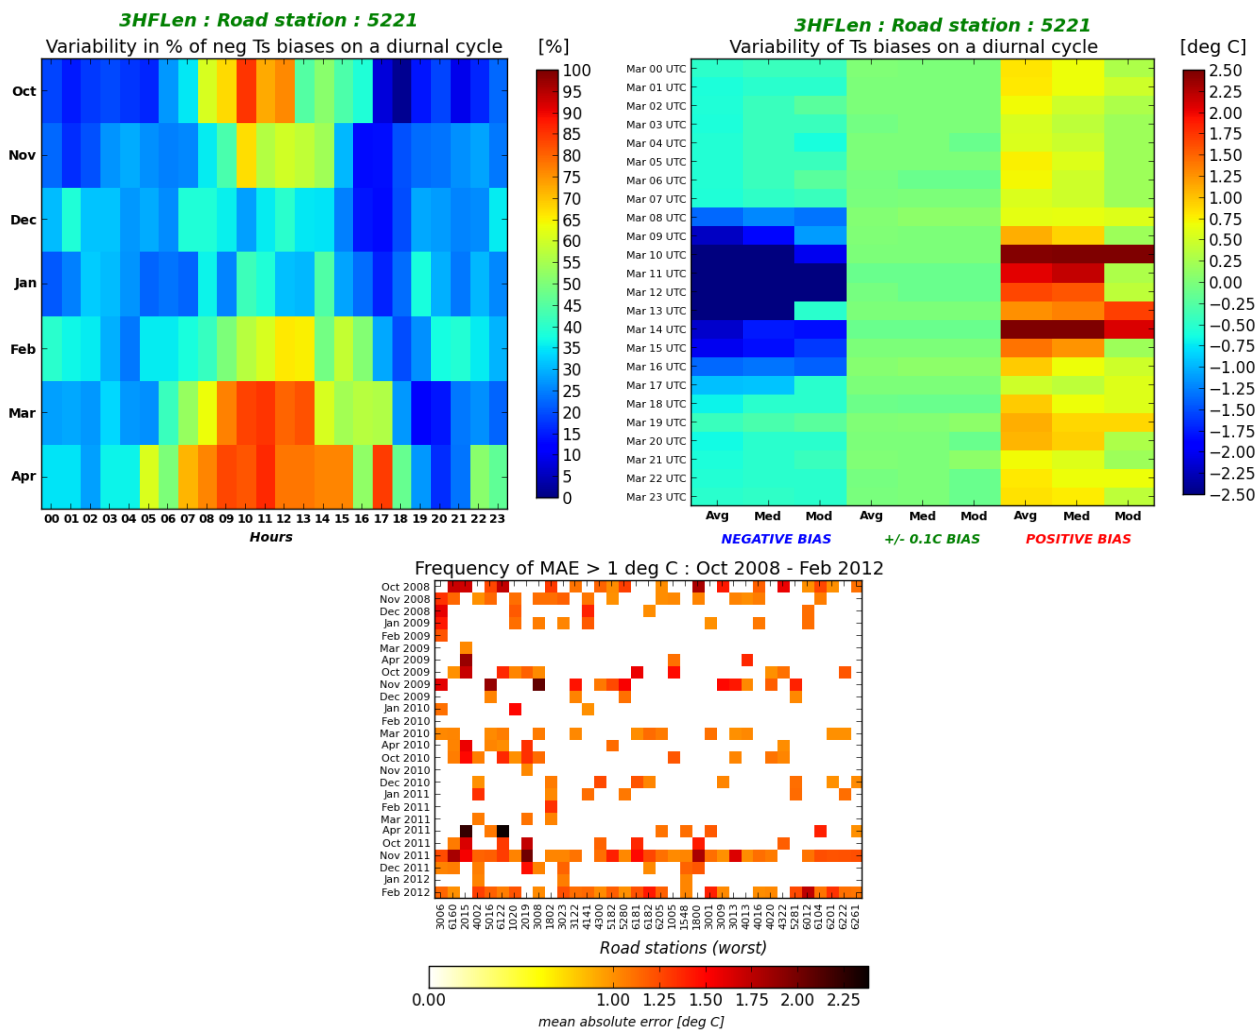 3HFLen : Road station : 5221
Variability in % of neg Ts biases on a diurnal cycle
[%]
Oct
Nov
Dec
Jan
Feb
Mar
Apr
00 01 02 03 04 05 06 07 08 09 10 11 12 13 14 15 16 17 18 19 20 21 22 23
Hours
100
95
90
85
80
75
70
65
60
55
50
45
40
35
30
25
20
15
10
5
0
3HFLen : Road station : 5221
Variability of Ts biases on a diurnal cycle
[deg C]
Mar 00 UTC
Mar 01 UTC
Mar 02 UTC
Mar 03 UTC
Mar 04 UTC
Mar 05 UTC
Mar 06 UTC
Mar 07 UTC
Mar 08 UTC
Mar 09 UTC
Mar 10 UTC
Mar 11 UTC
Mar 12 UTC
Mar 13 UTC
Mar 14 UTC
Mar 15 UTC
Mar 16 UTC
Mar 17 UTC
Mar 18 UTC
Mar 19 UTC
Mar 20 UTC
Mar 21 UTC
Mar 22 UTC
Mar 23 UTC
Avg Med Mod Avg Med Mod Avg Med Mod
NEGATIVE BIAS +/- 0.1C BIAS POSITIVE BIAS
2.50
2.25
2.00
1.75
1.50
1.25
1.00
0.75
0.50
0.25
0.00
−0.25
−0.50
−0.75
−1.00
−1.25
−1.50
−1.75
−2.00
−2.25
−2.50
Frequency of MAE > 1 deg C : Oct 2008 - Feb 2012
Oct 2008
Nov 2008
Dec 2008
Jan 2009
Feb 2009
Mar 2009
Apr 2009
Oct 2009
Nov 2009
Dec 2009
Jan 2010
Feb 2010
Mar 2010
Apr 2010
Oct 2010
Nov 2010
Dec 2010
Jan 2011
Feb 2011
Mar 2011
Apr 2011
Oct 2011
Nov 2011
Dec 2011
Jan 2012
Feb 2012
3006 6160 2015 4002 5016 6122 1020 2019 3008 1802 3023 3122 4141 4300 5182 5280 6181 6182 6205 1005 1548 1800 3001 3009 3013 4013 4016 4020 4322 5281 6012 6104 6201 6222 6261
Road stations (worst)
0.00 1.00 1.25 1.50 1.75 2.00 2.25
mean absolute error [deg C]